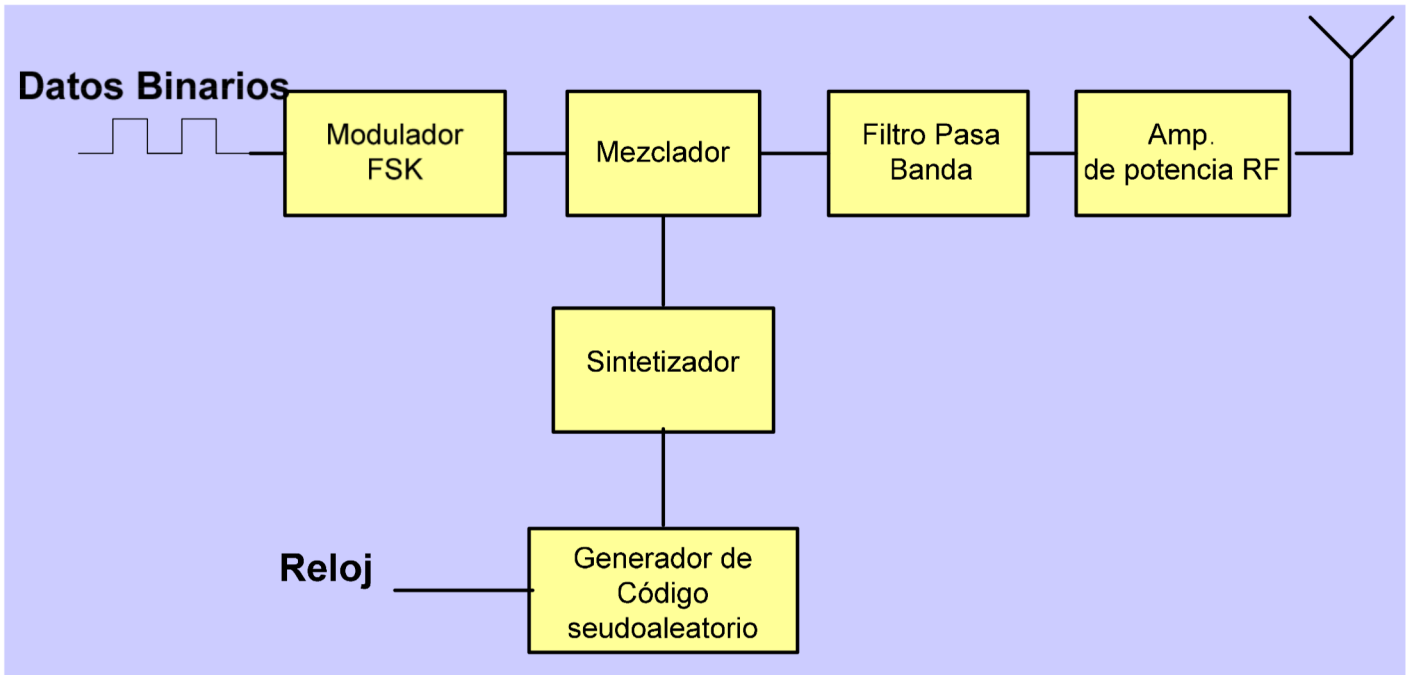 Datos Binarios
Modulador
FSK
Mezclador
Filtro Pasa
Banda
Amp.
de potencia RF
Sintetizador
Reloj
Generador de
Código
seudoaleatorio